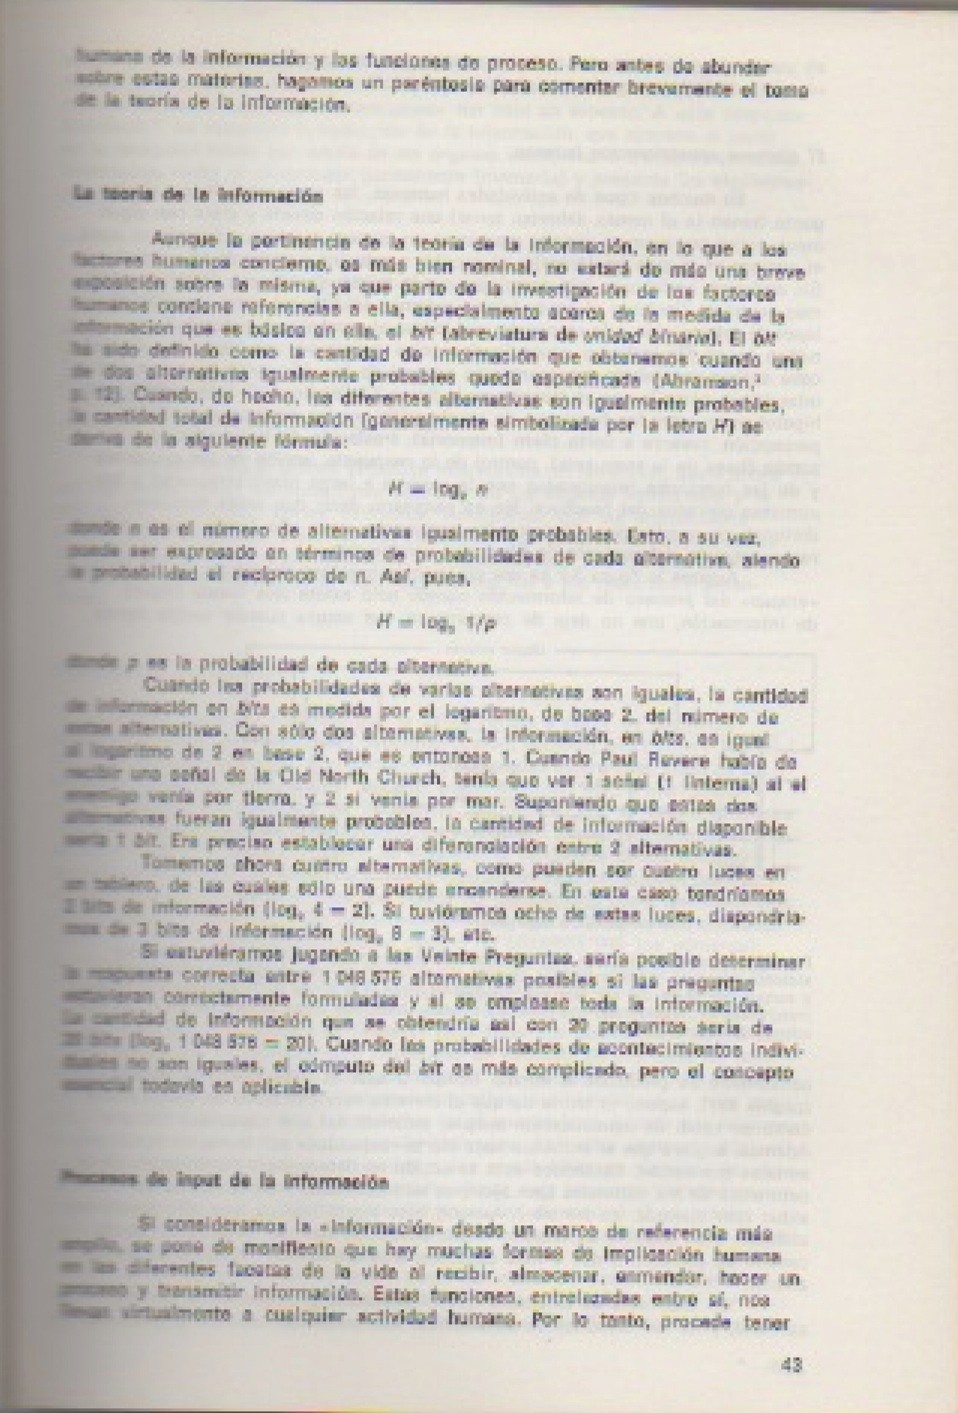 humana de la información y las funciones de proceso. Pero antes de abundar
sobre estas materias, hagamos un paréntesis para comentar brevemente el tema
de la teoría de la información.
La teoría de la información
Aunque la pertinencia de la teoría de la información, en lo que a los
factores humanos concierne, es más bien nominal, no estará de más una breve
exposición sobre la misma, ya que parte de la investigación de los factores
humanos contiene referencias a ella, especialmente acerca de la medida de la
información que es básica en ella, el bit (abreviatura de unidad binaria). El bit
ha sido definido como la cantidad de información que obtenemos cuando una
de dos alternativas igualmente probables queda especificada (Abramson,¹
p. 12). Cuando, de hecho, las diferentes alternativas son igualmente probables,
la cantidad total de información (generalmente simbolizada por la letra H) se
deriva de la siguiente fórmula:
H = log₂ n
donde n es el número de alternativas igualmente probables. Esto, a su vez,
puede ser expresado en términos de probabilidades de cada alternativa, siendo
la probabilidad el recíproco de n. Así, pues,
H = log₂ 1/p
donde p es la probabilidad de cada alternativa.
Cuando las probabilidades de varias alternativas son iguales, la cantidad
de información en bits es medida por el logaritmo, de base 2, del número de
estas alternativas. Con sólo dos alternativas, la información, en bits, es igual
al logaritmo de 2 en base 2, que es entonces 1. Cuando Paul Revere había de
recibir una señal de la Old North Church, tenía que ver 1 señal (1 linterna) si el
enemigo venía por tierra, y 2 si venía por mar. Suponiendo que estas dos
alternativas fueran igualmente probables, la cantidad de información disponible
sería 1 bit. Era preciso establecer una diferenciación entre 2 alternativas.
Tomemos ahora cuatro alternativas, como pueden ser cuatro luces en
un tablero, de las cuales sólo una puede encenderse. En este caso tendríamos
2 bits de información (log₂ 4 = 2). Si tuviéramos ocho de estas luces, dispondría-
mos de 3 bits de información (log₂ 8 = 3), etc.
Si estuviéramos jugando a las Veinte Preguntas, sería posible determinar
la respuesta correcta entre 1 048 576 alternativas posibles si las preguntas
estuvieran correctamente formuladas y si se emplease toda la información.
La cantidad de información que se obtendría así con 20 preguntas sería de
20 bits (log₂ 1 048 576 = 20). Cuando las probabilidades de acontecimientos indivi-
duales no son iguales, el cómputo del bit es más complicado, pero el concepto
esencial todavía es aplicable.
Procesos de input de la información
Si consideramos la «información» desde un marco de referencia más
amplio, se pone de manifiesto que hay muchas formas de implicación humana
en las diferentes facetas de la vida al recibir, almacenar, enmendar, hacer un
proceso y transmitir información. Estas funciones, entrelazadas entre sí, nos
llevan virtualmente a cualquier actividad humana. Por lo tanto, procede tener
43